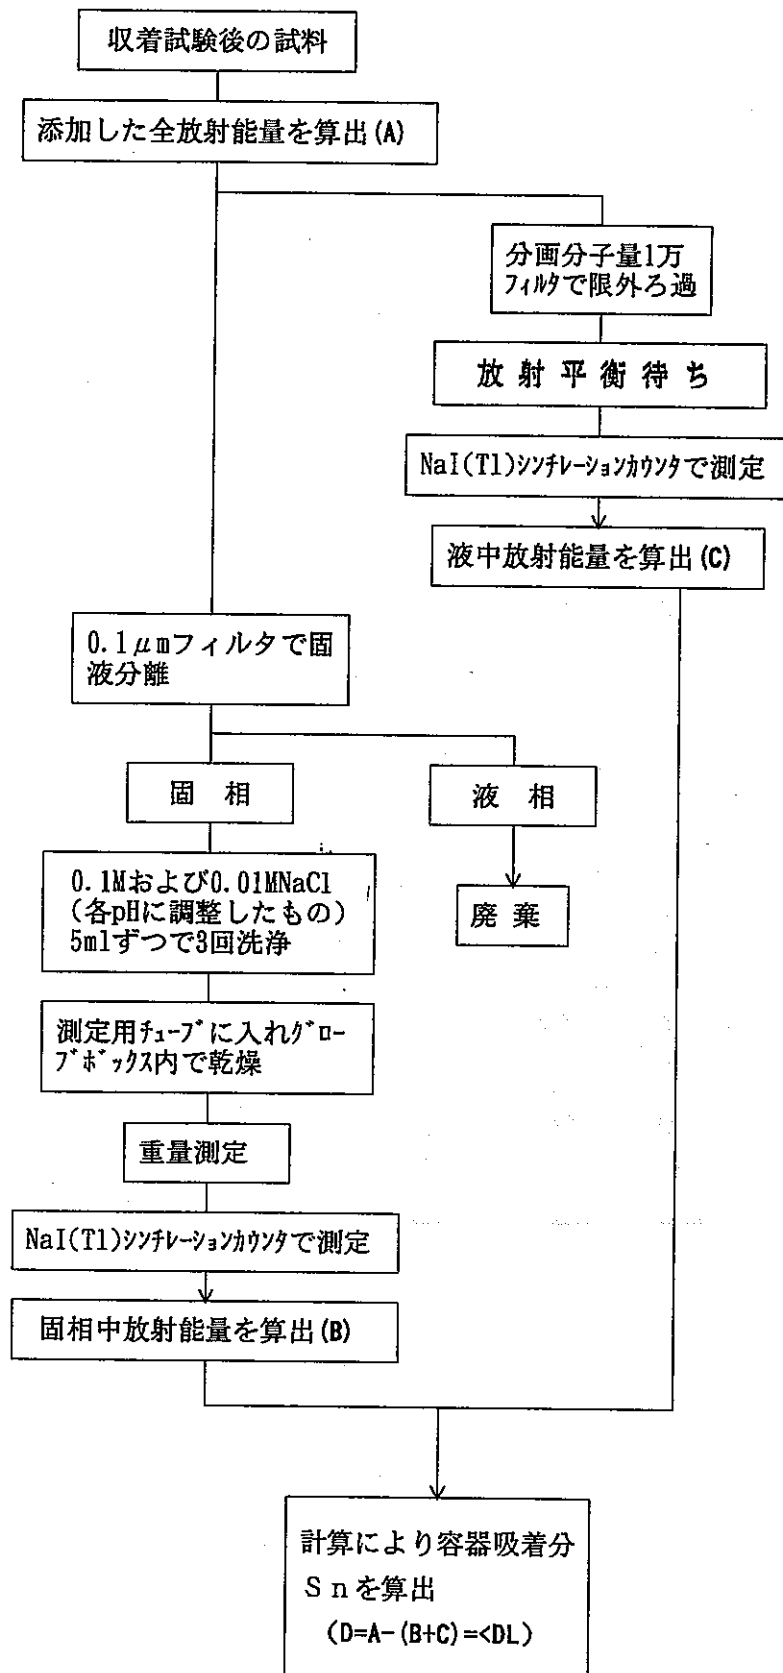 収着試験後の試料
添加した全放射能量を算出(A)
分画分子量1万
フィルタで限外ろ過
放射平衡待ち
NaI(Tl)シンチレーションカウンタで測定
液中放射能量を算出(C)
0.1μmフィルタで固
液分離
固相
液相
0.1Mおよび0.01MNaCl
(各pHに調整したもの)
5mlずつで3回洗浄
廃棄
測定用チューブに入れグロー
ブボックス内で乾燥
重量測定
NaI(Tl)シンチレーションカウンタで測定
固相中放射能量を算出(B)
計算により容器吸着分
Snを算出
(D=A-(B+C)=<DL)